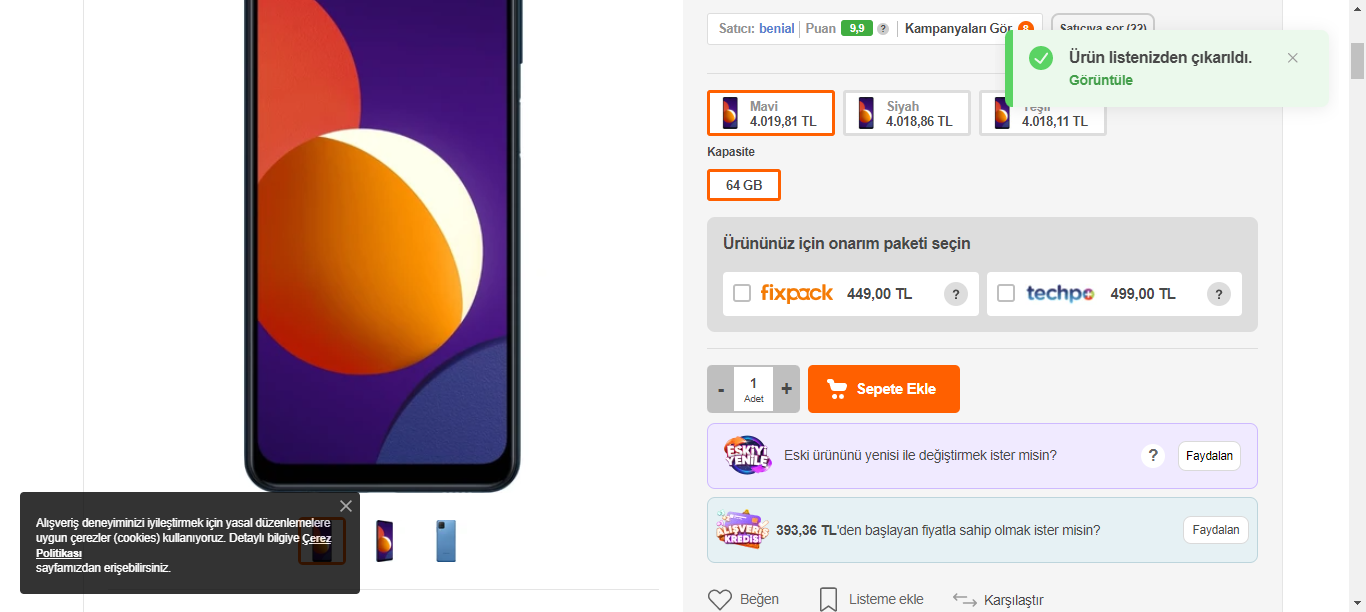 Satıcı: benial Puan 9,9 ? Kampanyaları Gör 8
Satıcıya sor (22)
Ürün listenizden çıkarıldı.
Görüntüle
Mavi
4.019,81 TL
Siyah
4.018,86 TL
Yeşil
4.018,11 TL
Kapasite
64 GB
Ürününüz için onarım paketi seçin
fixpack 449,00 TL ?
techpo 499,00 TL ?
- 1 +
Adet
Sepete Ekle
ESKİYİ
YENİLE
Eski ürününü yenisi ile değiştirmek ister misin? ? Faydalan
ALIŞVERİŞ
KREDİSİ
393,36 TL'den başlayan fiyatla sahip olmak ister misin? Faydalan
Beğen Listeme ekle Karşılaştır
Alışveriş deneyiminizi iyileştirmek için yasal düzenlemelere
uygun çerezler (cookies) kullanıyoruz. Detaylı bilgiye Çerez
Politikası
sayfamızdan erişebilirsiniz.